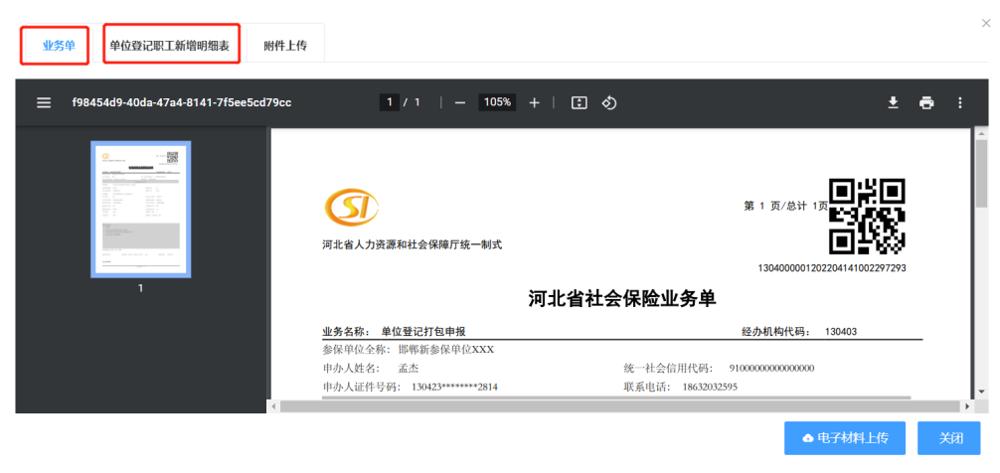 业务单 单位登记职工新增明细表 附件上传
f98454d9-40da-47a4-8141-7f5ee5cd79cc 1 / 1 105%
1
第 1 页/总计 1页
河北省人力资源和社会保障厅统一制式
1304000001202204141002297293
河北省社会保险业务单
业务名称： 单位登记打包申报 经办机构代码： 130403
参保单位全称： 邯郸新参保单位XXX
申办人姓名： 孟杰 统一社会信用代码： 91000000000000000
申办人证件号码： 130423********2814 联系电话： 18632032595
电子材料上传 关闭